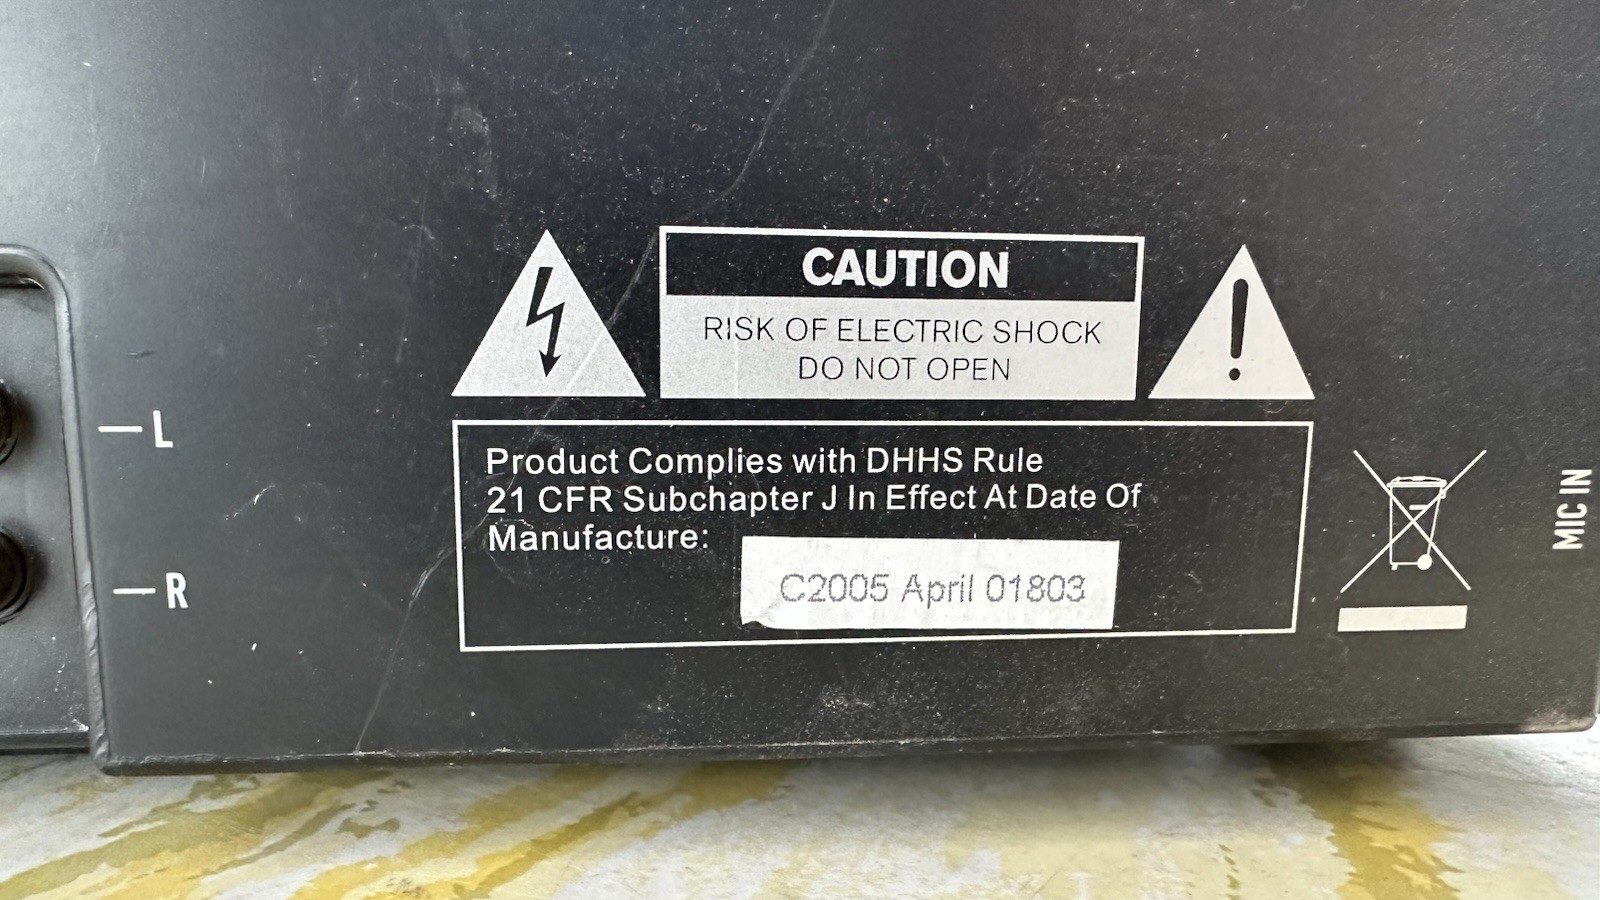 CAUTION
RISK OF ELECTRIC SHOCK
DO NOT OPEN
L
Product Complies with DHHS Rule
21 CFR Subchapter J In Effect At Date Of
Manufacture:
C2005 April 01803
R
MIC IN